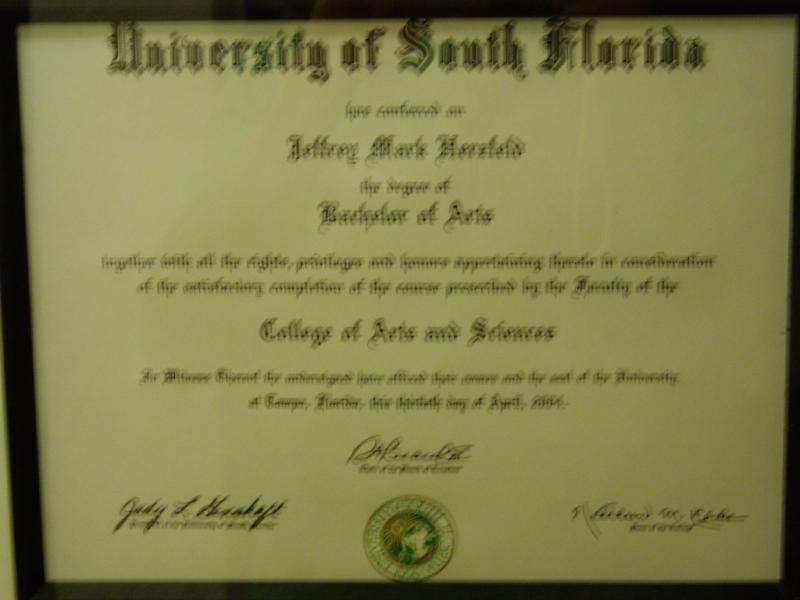 University of South Florida
has conferred on
Jeffrey Mark Herzfeld
the degree of
Bachelor of Arts
together with all the rights, privileges and honors appertaining thereto in consideration
of the satisfactory completion of the course prescribed by the Faculty of the
College of Arts and Sciences
In Witness Thereof the undersigned have affixed their names and the seal of the University
at Tampa, Florida, this thirtieth day of April, 2004.
Judy L. Genshaft